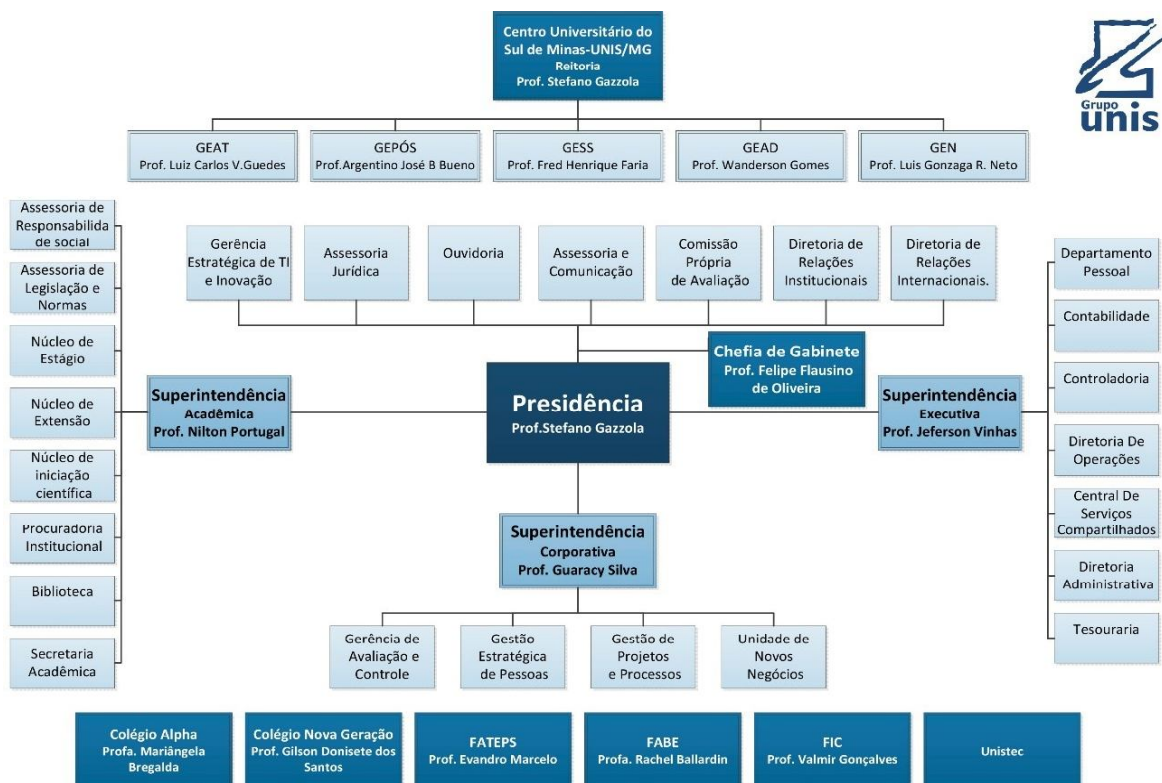 Centro Universitário do
Sul de Minas-UNIS/MG
Reitoria
Prof. Stefano Gazzola
Grupo
unis
GEAT
Prof. Luiz Carlos V.Guedes
GEPÓS
Prof.Argentino José B Bueno
GESS
Prof. Fred Henrique Faria
GEAD
Prof. Wanderson Gomes
GEN
Prof. Luis Gonzaga R. Neto
Assessoria de
Responsabilida
de social
Assessoria de
Legislação e
Normas
Núcleo de
Estágio
Núcleo de
Extensão
Núcleo de
iniciação
científica
Procuradoria
Institucional
Biblioteca
Secretaria
Acadêmica
Gerência
Estratégica de TI
e Inovação
Assessoria
Jurídica
Ouvidoria
Assessoria e
Comunicação
Comissão
Própria
de Avaliação
Diretoria de
Relações
Institucionais
Diretoria de
Relações
Internacionais.
Chefia de Gabinete
Prof. Felipe Flausino
de Oliveira
Superintendência
Acadêmica
Prof. Nilton Portugal
Presidência
Prof.Stefano Gazzola
Superintendência
Executiva
Prof. Jeferson Vinhas
Departamento
Pessoal
Contabilidade
Controladoria
Diretoria De
Operações
Central De
Serviços
Compartilhados
Diretoria
Administrativa
Tesouraria
Superintendência
Corporativa
Prof. Guaracy Silva
Gerência de
Avaliação e
Controle
Gestão
Estratégica
de Pessoas
Gestão de
Projetos
e Processos
Unidade de
Novos
Negócios
Colégio Alpha
Profa. Mariângela
Bregalda
Colégio Nova Geração
Prof. Gilson Donisete dos
Santos
FATEPS
Prof. Evandro Marcelo
FABE
Profa. Rachel Ballardin
FIC
Prof. Valmir Gonçalves
Unistec